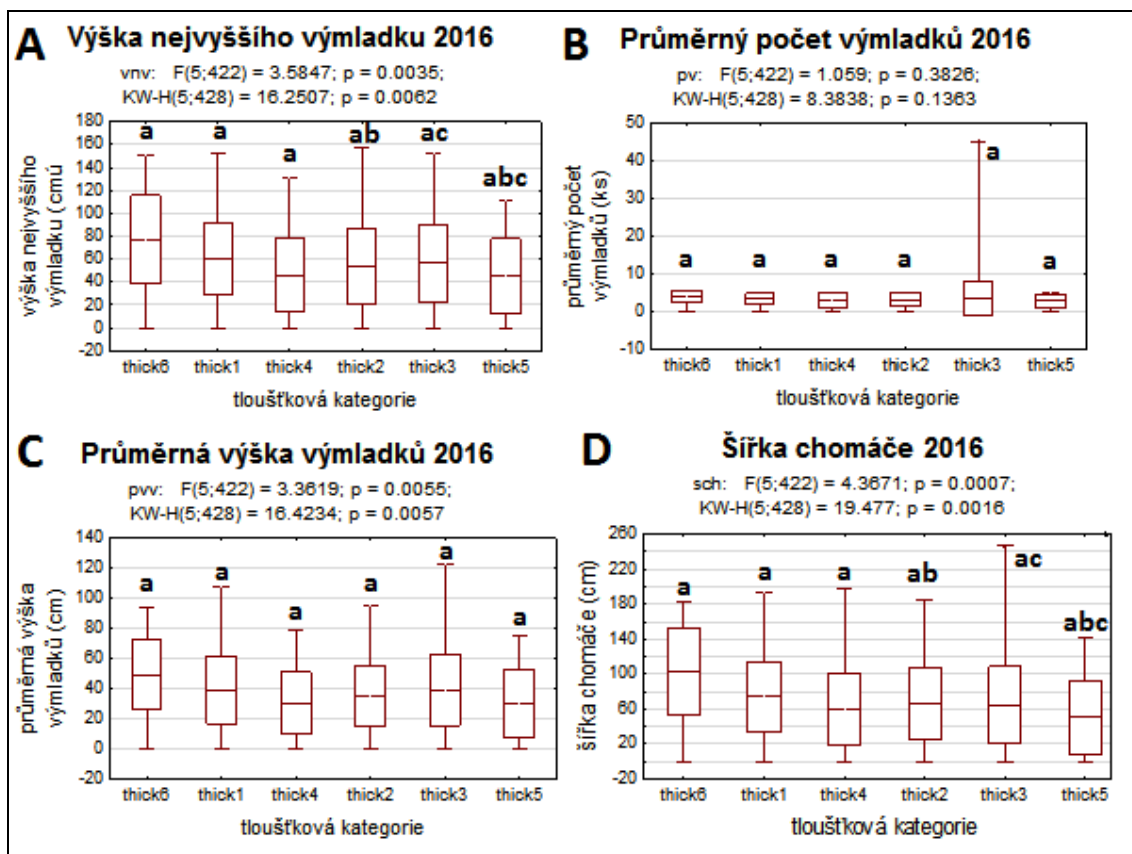 A Výška nejvyššího výmladku 2016
vnv: F(5;422) = 3.5847; p = 0.0035;
KW-H(5;428) = 16.2507; p = 0.0062
výška nejvyššího
výmladku (cmú
180
160
140
120
100
80
60
40
20
0
-20
a a a ab ac abc
thick6 thick1 thick4 thick2 thick3 thick5
tloušťková kategorie
B Průměrný počet výmladků 2016
pv: F(5;422) = 1.059; p = 0.3826;
KW-H(5;428) = 8.3838; p = 0.1363
průměrný počet
výmladků (ks)
50
40
30
20
10
0
-10
a a a a a a
thick6 thick1 thick4 thick2 thick3 thick5
tloušťková kategorie
C Průměrná výška výmladků 2016
pvv: F(5;422) = 3.3619; p = 0.0055;
KW-H(5;428) = 16.4234; p = 0.0057
průměrná výška
výmladků (cm)
140
120
100
80
60
40
20
0
-20
a a a a a a
thick6 thick1 thick4 thick2 thick3 thick5
tloušťková kategorie
D Šířka chomáče 2016
sch: F(5;422) = 4.3671; p = 0.0007;
KW-H(5;428) = 19.477; p = 0.0016
šířka chomáče (cm)
260
220
180
140
100
60
20
-20
a a a ab ac abc
thick6 thick1 thick4 thick2 thick3 thick5
tloušťková kategorie